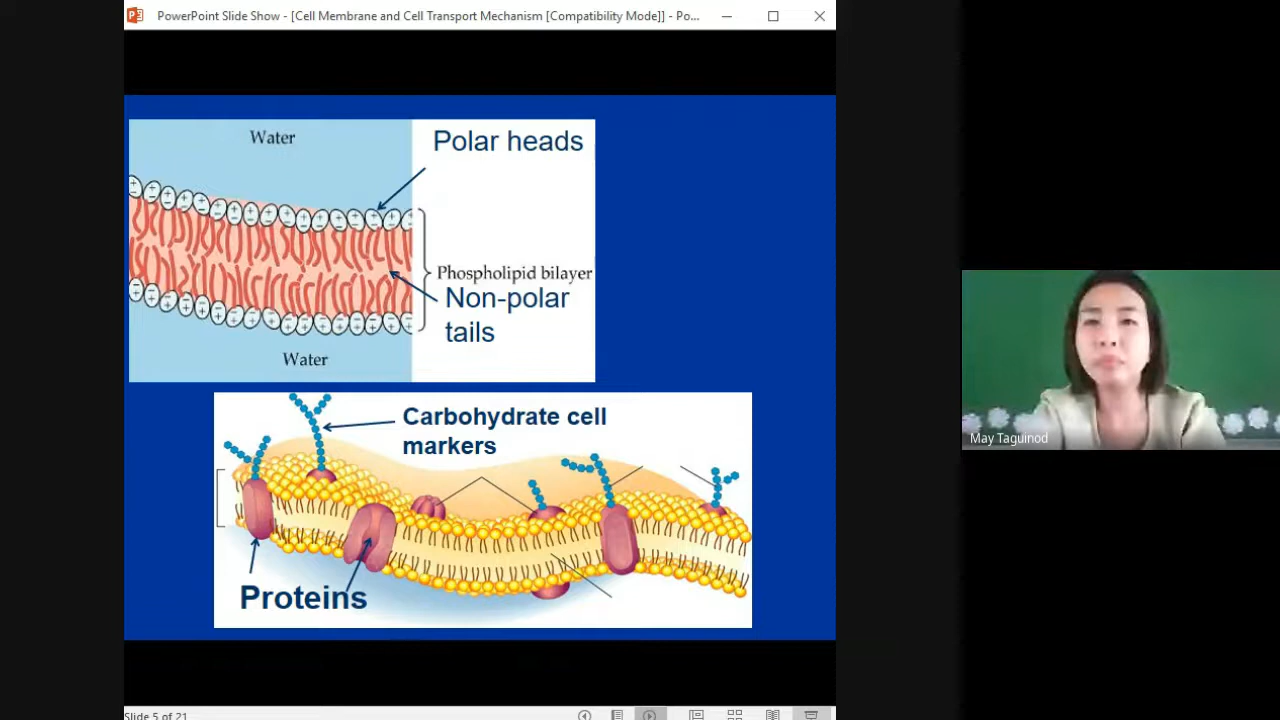 PowerPoint Slide Show - [Cell Membrane and Cell Transport Mechanism [Compatibility Mode]] - Po...
Water
Polar heads
Phospholipid bilayer
Non-polar
tails
Water
Carbohydrate cell
markers
Proteins
May Taguinod
Slide 5 of 21